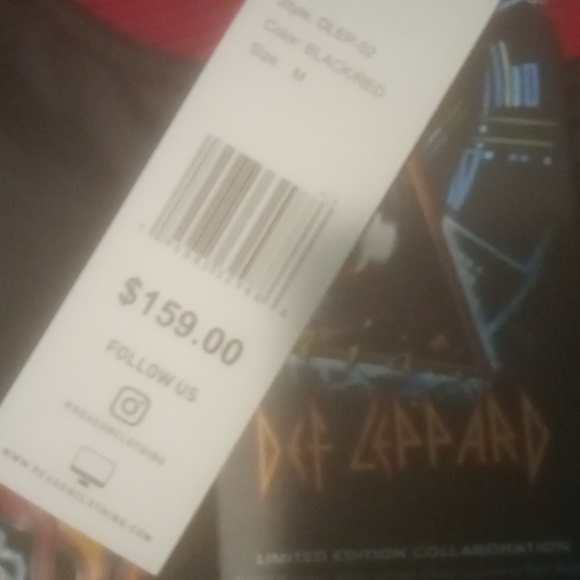 Style: DLEP-02
Color: BLACK/RED
Size: M
$159.00
FOLLOW US
DEF LEPPARD
LIMITED EDITION COLLABORATION